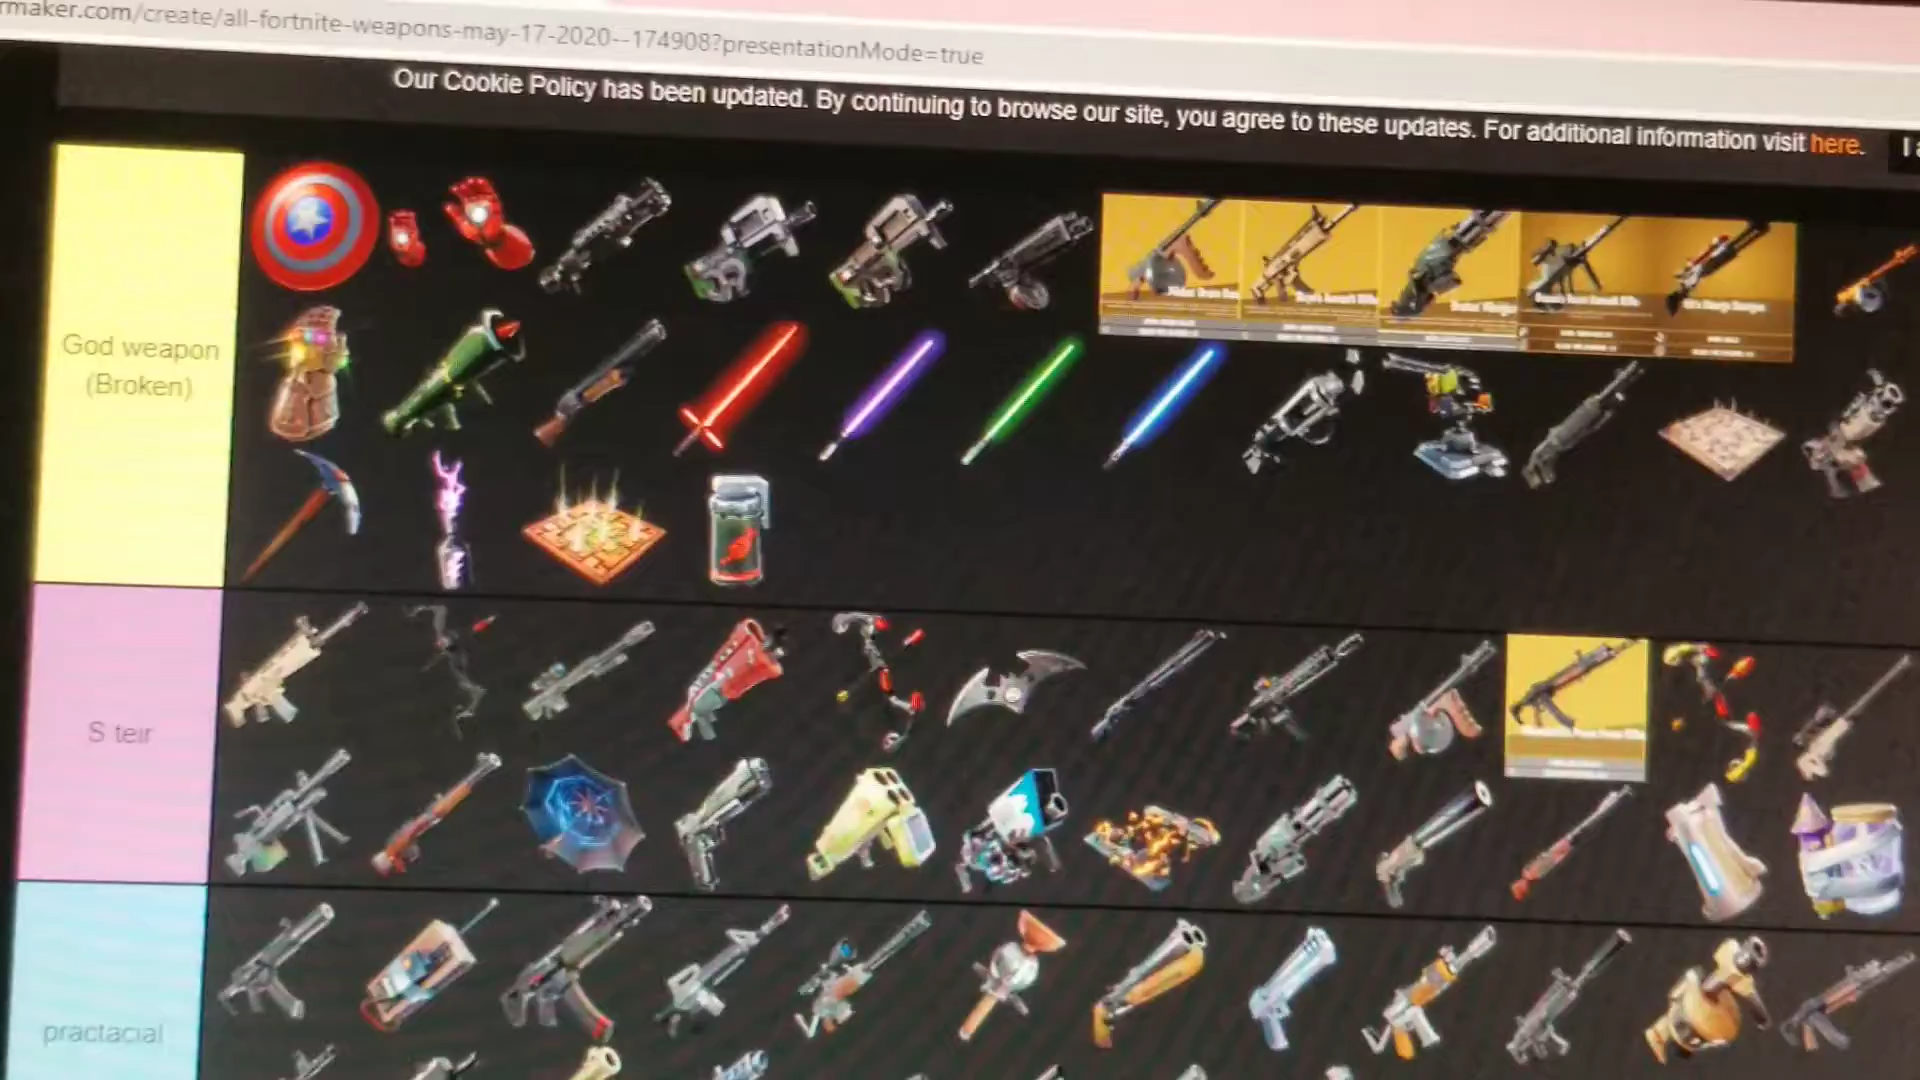 rmaker.com/create/all-fortnite-weapons-may-17-2020--174908?presentationMode=true
Our Cookie Policy has been updated. By continuing to browse our site, you agree to these updates. For additional information visit here.
God weapon
(Broken)
S teir
practacial